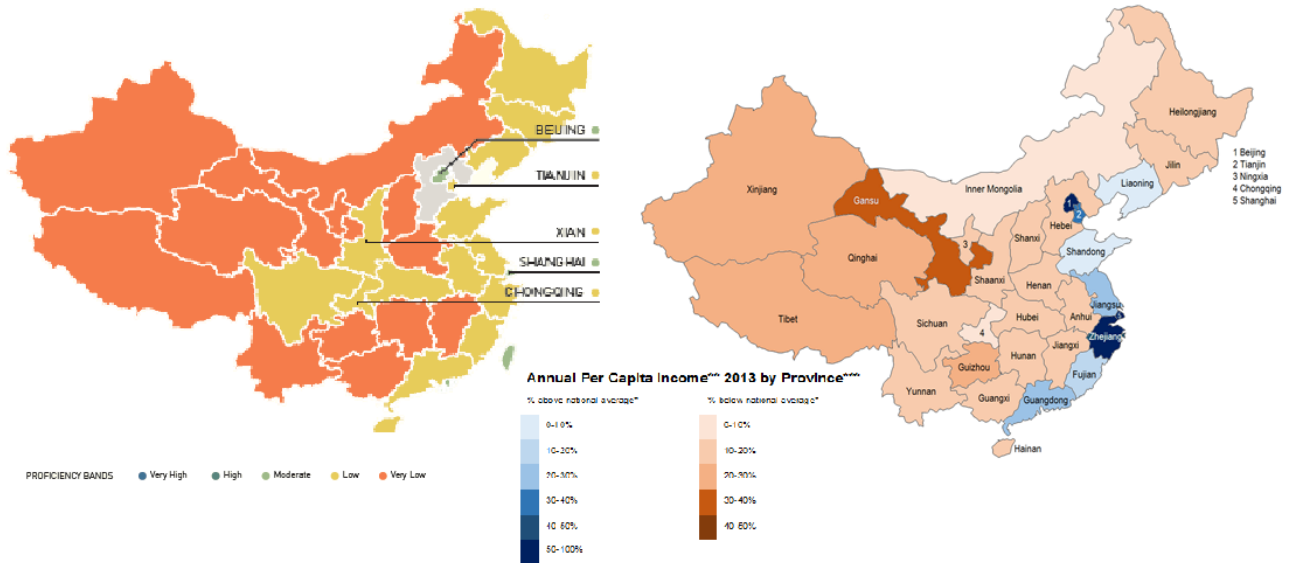 BEIJING
TIANJIN
XIAN
SHANGHAI
CHONGQING
PROFICIENCY BANDS Very High High Moderate Low Very Low
Heilongjiang
Jilin
Liaoning
1 Beijing
2 Tianjin
3 Ningxia
4 Chongqing
5 Shanghai
Xinjiang
Gansu
Inner Mongolia
1
2
Hebei
Shanxi
Shandong
3
Qinghai
Shaanxi
Henan
Jiangsu
Tibet
Sichuan
Hubei
Anhui
4
Zhejiang
Hunan
Jiangxi
Guizhou
Fujian
Yunnan
Guangxi
Guangdong
Hainan
Annual Per Capita Income** 2013 by Province***
% above national average* % below national average*
0-10% 0-10%
10-20% 10-20%
20-30% 20-30%
30-40% 30-40%
40-50% 40-50%
50-100%